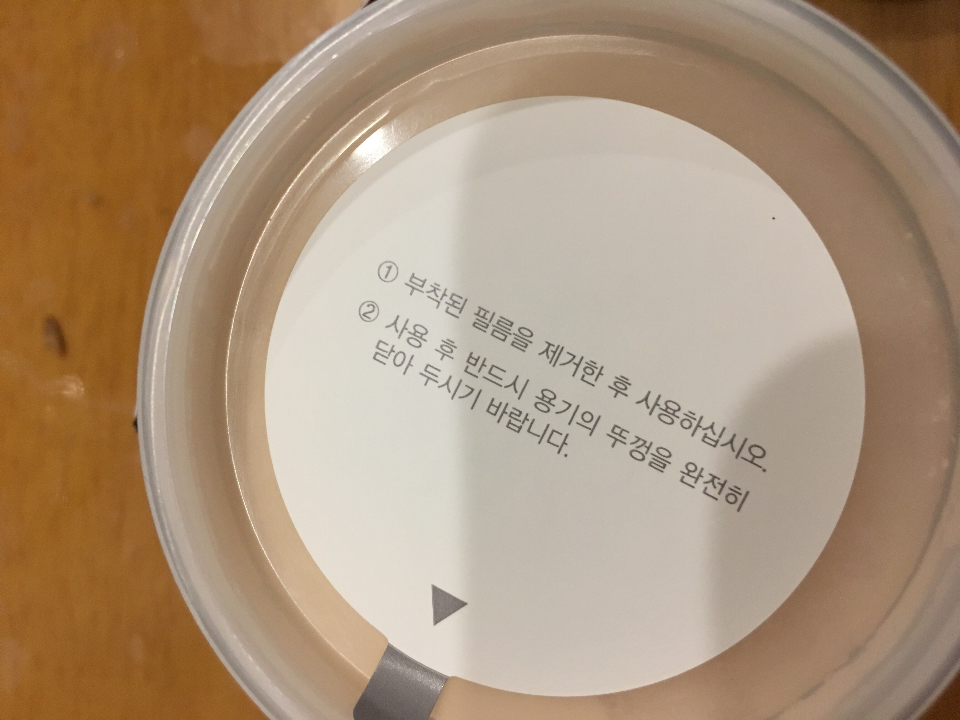 ① 부착된 필름을 제거한 후 사용하십시오.
② 사용 후 반드시 용기의 뚜껑을 완전히
닫아 두시기 바랍니다.